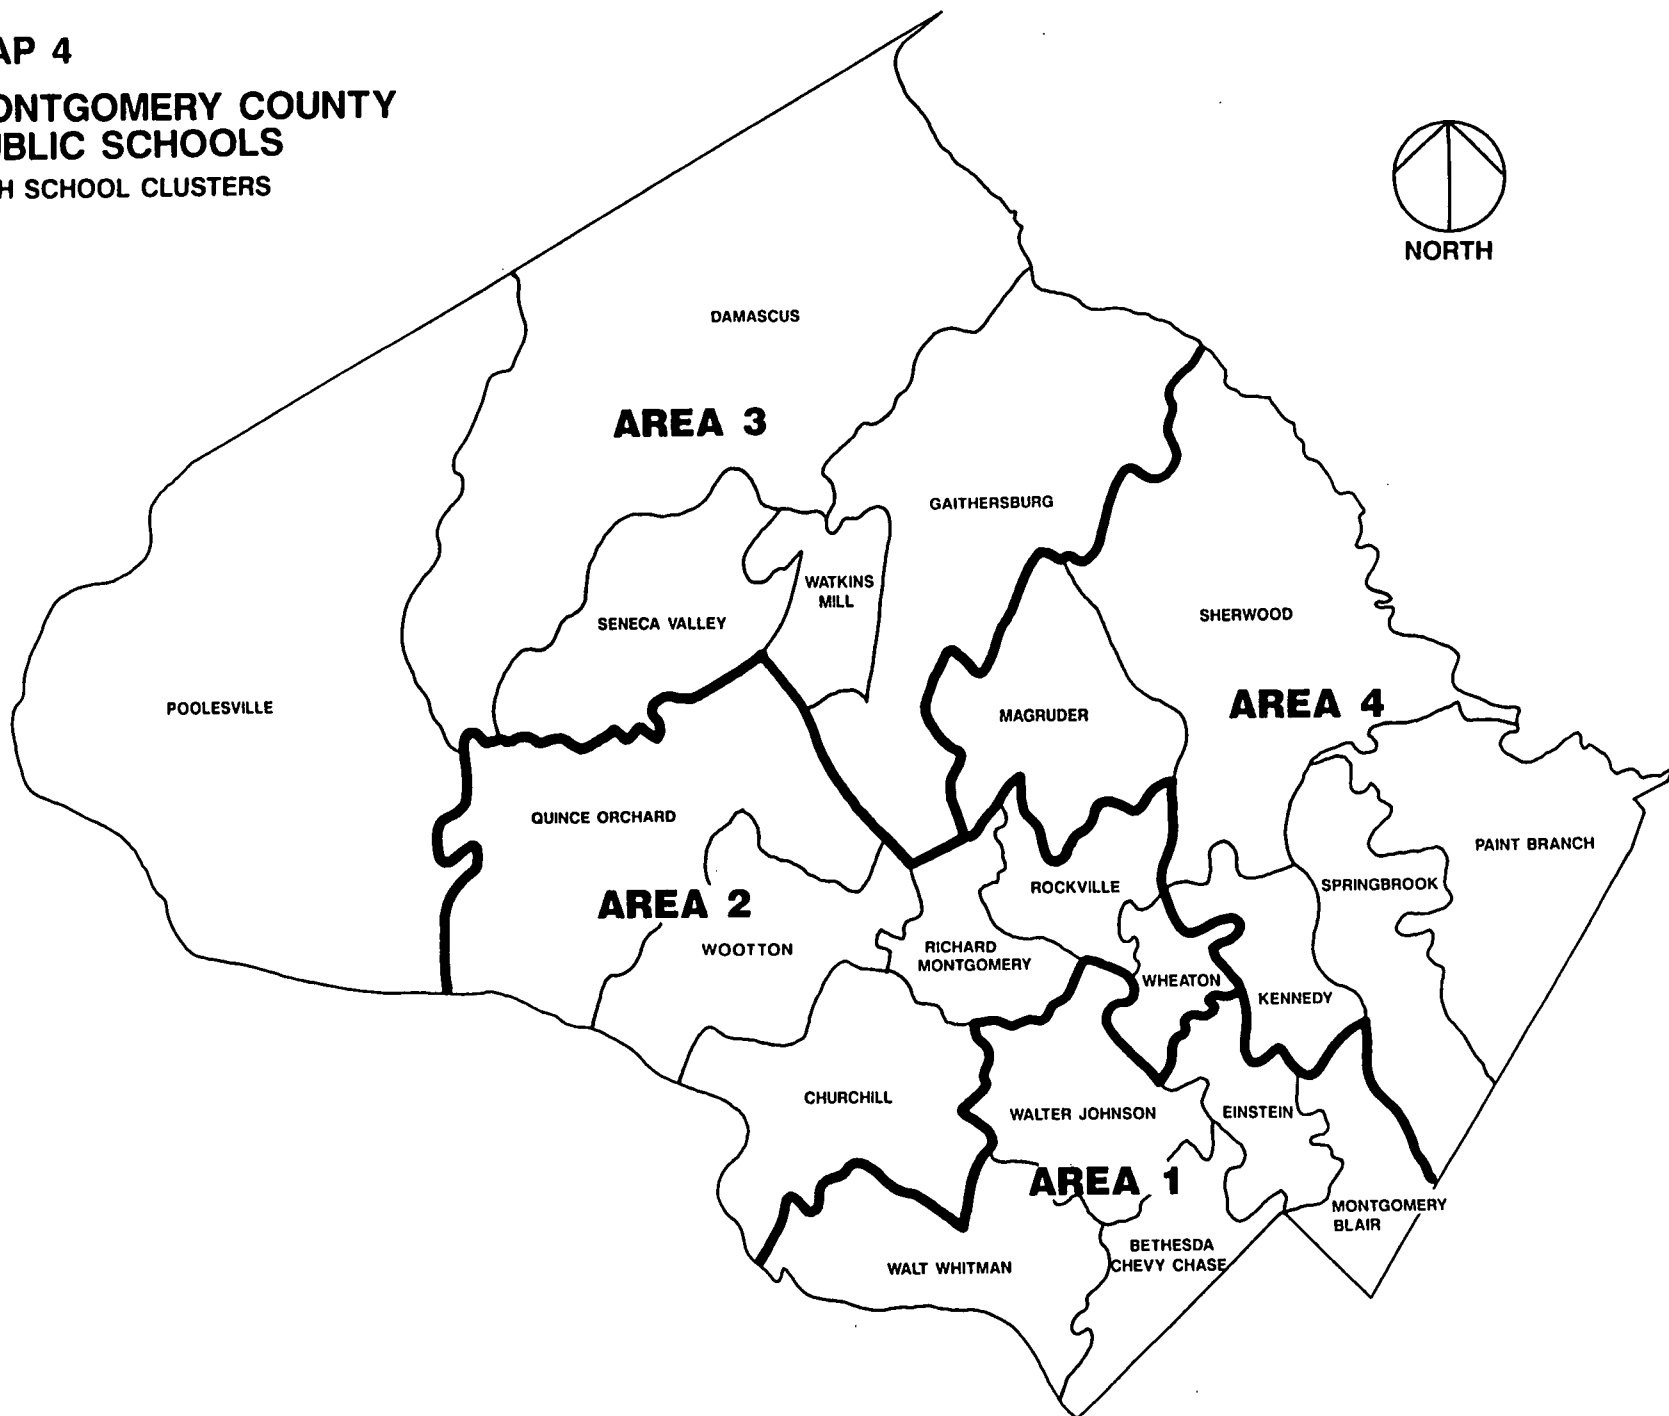 AP 4
ONTGOMERY COUNTY
UBLIC SCHOOLS
H SCHOOL CLUSTERS
NORTH
DAMASCUS
AREA 3
GAITHERSBURG
WATKINS
MILL
SENECA VALLEY
SHERWOOD
POOLESVILLE
MAGRUDER
AREA 4
QUINCE ORCHARD
PAINT BRANCH
ROCKVILLE
SPRINGBROOK
AREA 2
WOOTTON
RICHARD
MONTGOMERY
WHEATON
KENNEDY
CHURCHILL
WALTER JOHNSON
EINSTEIN
AREA 1
MONTGOMERY
BLAIR
BETHESDA
CHEVY CHASE
WALT WHITMAN